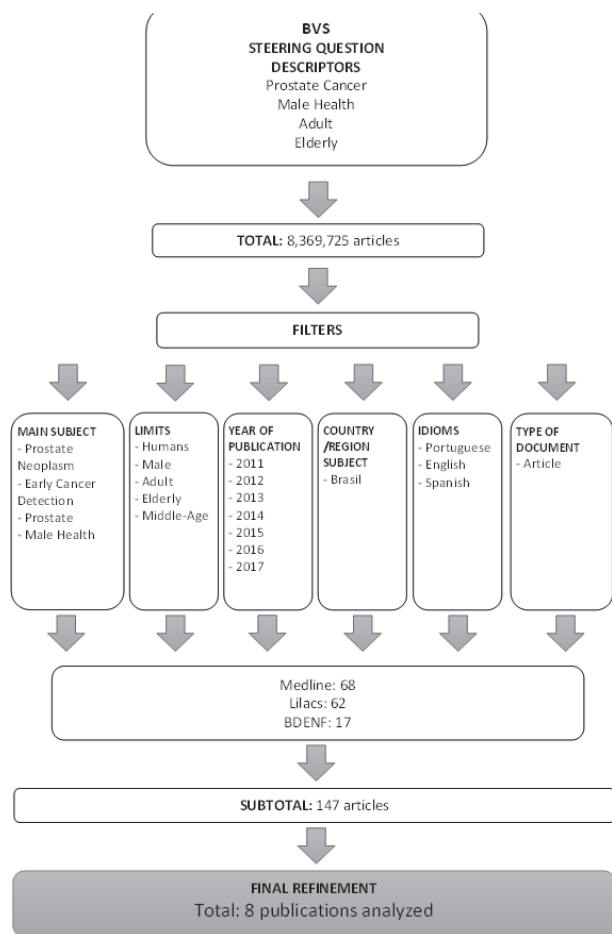 BVS
STEERING QUESTION
DESCRIPTORS
Prostate Cancer
Male Health
Adult
Elderly
TOTAL: 8,369,725 articles
FILTERS
MAIN SUBJECT
- Prostate
Neoplasm
- Early Cancer
Detection
- Prostate
- Male Health
LIMITS
- Humans
- Male
- Adult
- Elderly
- Middle-Age
YEAR OF
PUBLICATION
- 2011
- 2012
- 2013
- 2014
- 2015
- 2016
- 2017
COUNTRY
/REGION
SUBJECT
- Brasil
IDIOMS
- Portuguese
- English
- Spanish
TYPE OF
DOCUMENT
- Article
Medline: 68
Lilacs: 62
BDENF: 17
SUBTOTAL: 147 articles
FINAL REFINEMENT
Total: 8 publications analyzed